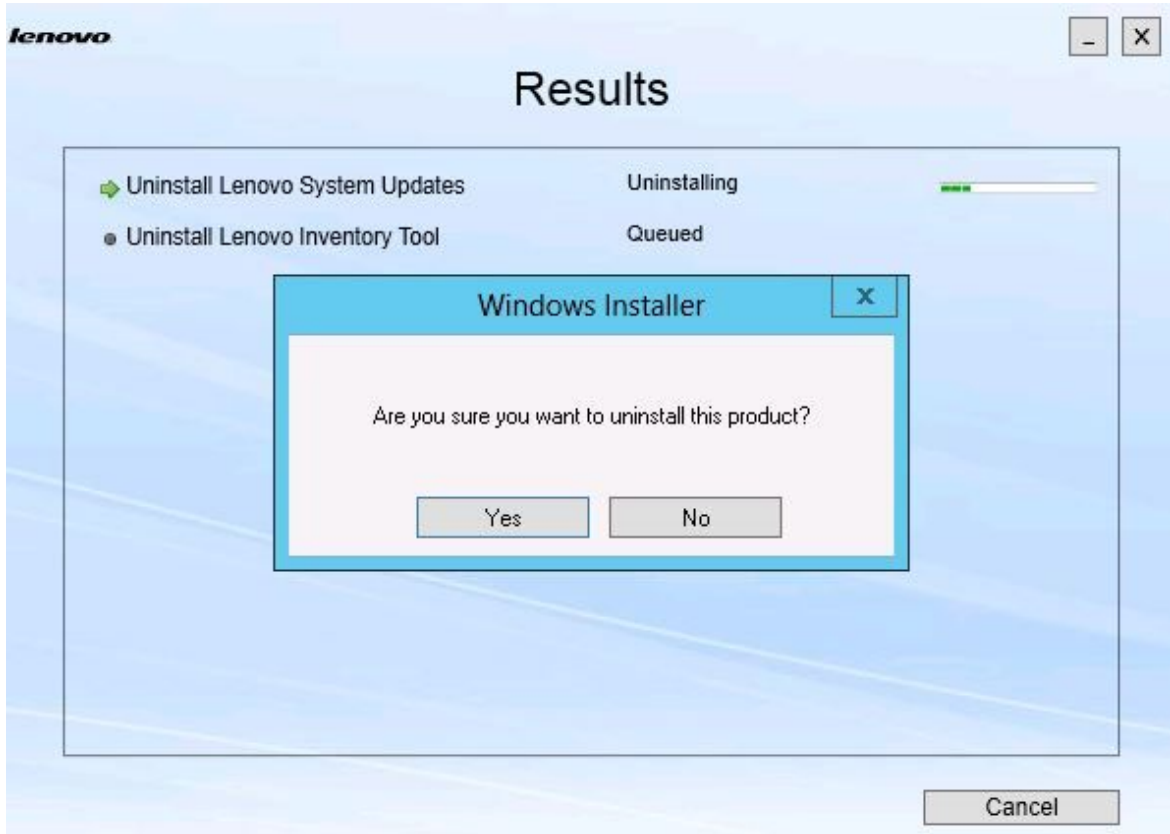 lenovo
Results
Uninstall Lenovo System Updates Uninstalling
Uninstall Lenovo Inventory Tool Queued
Windows Installer
Are you sure you want to uninstall this product?
Yes No
Cancel